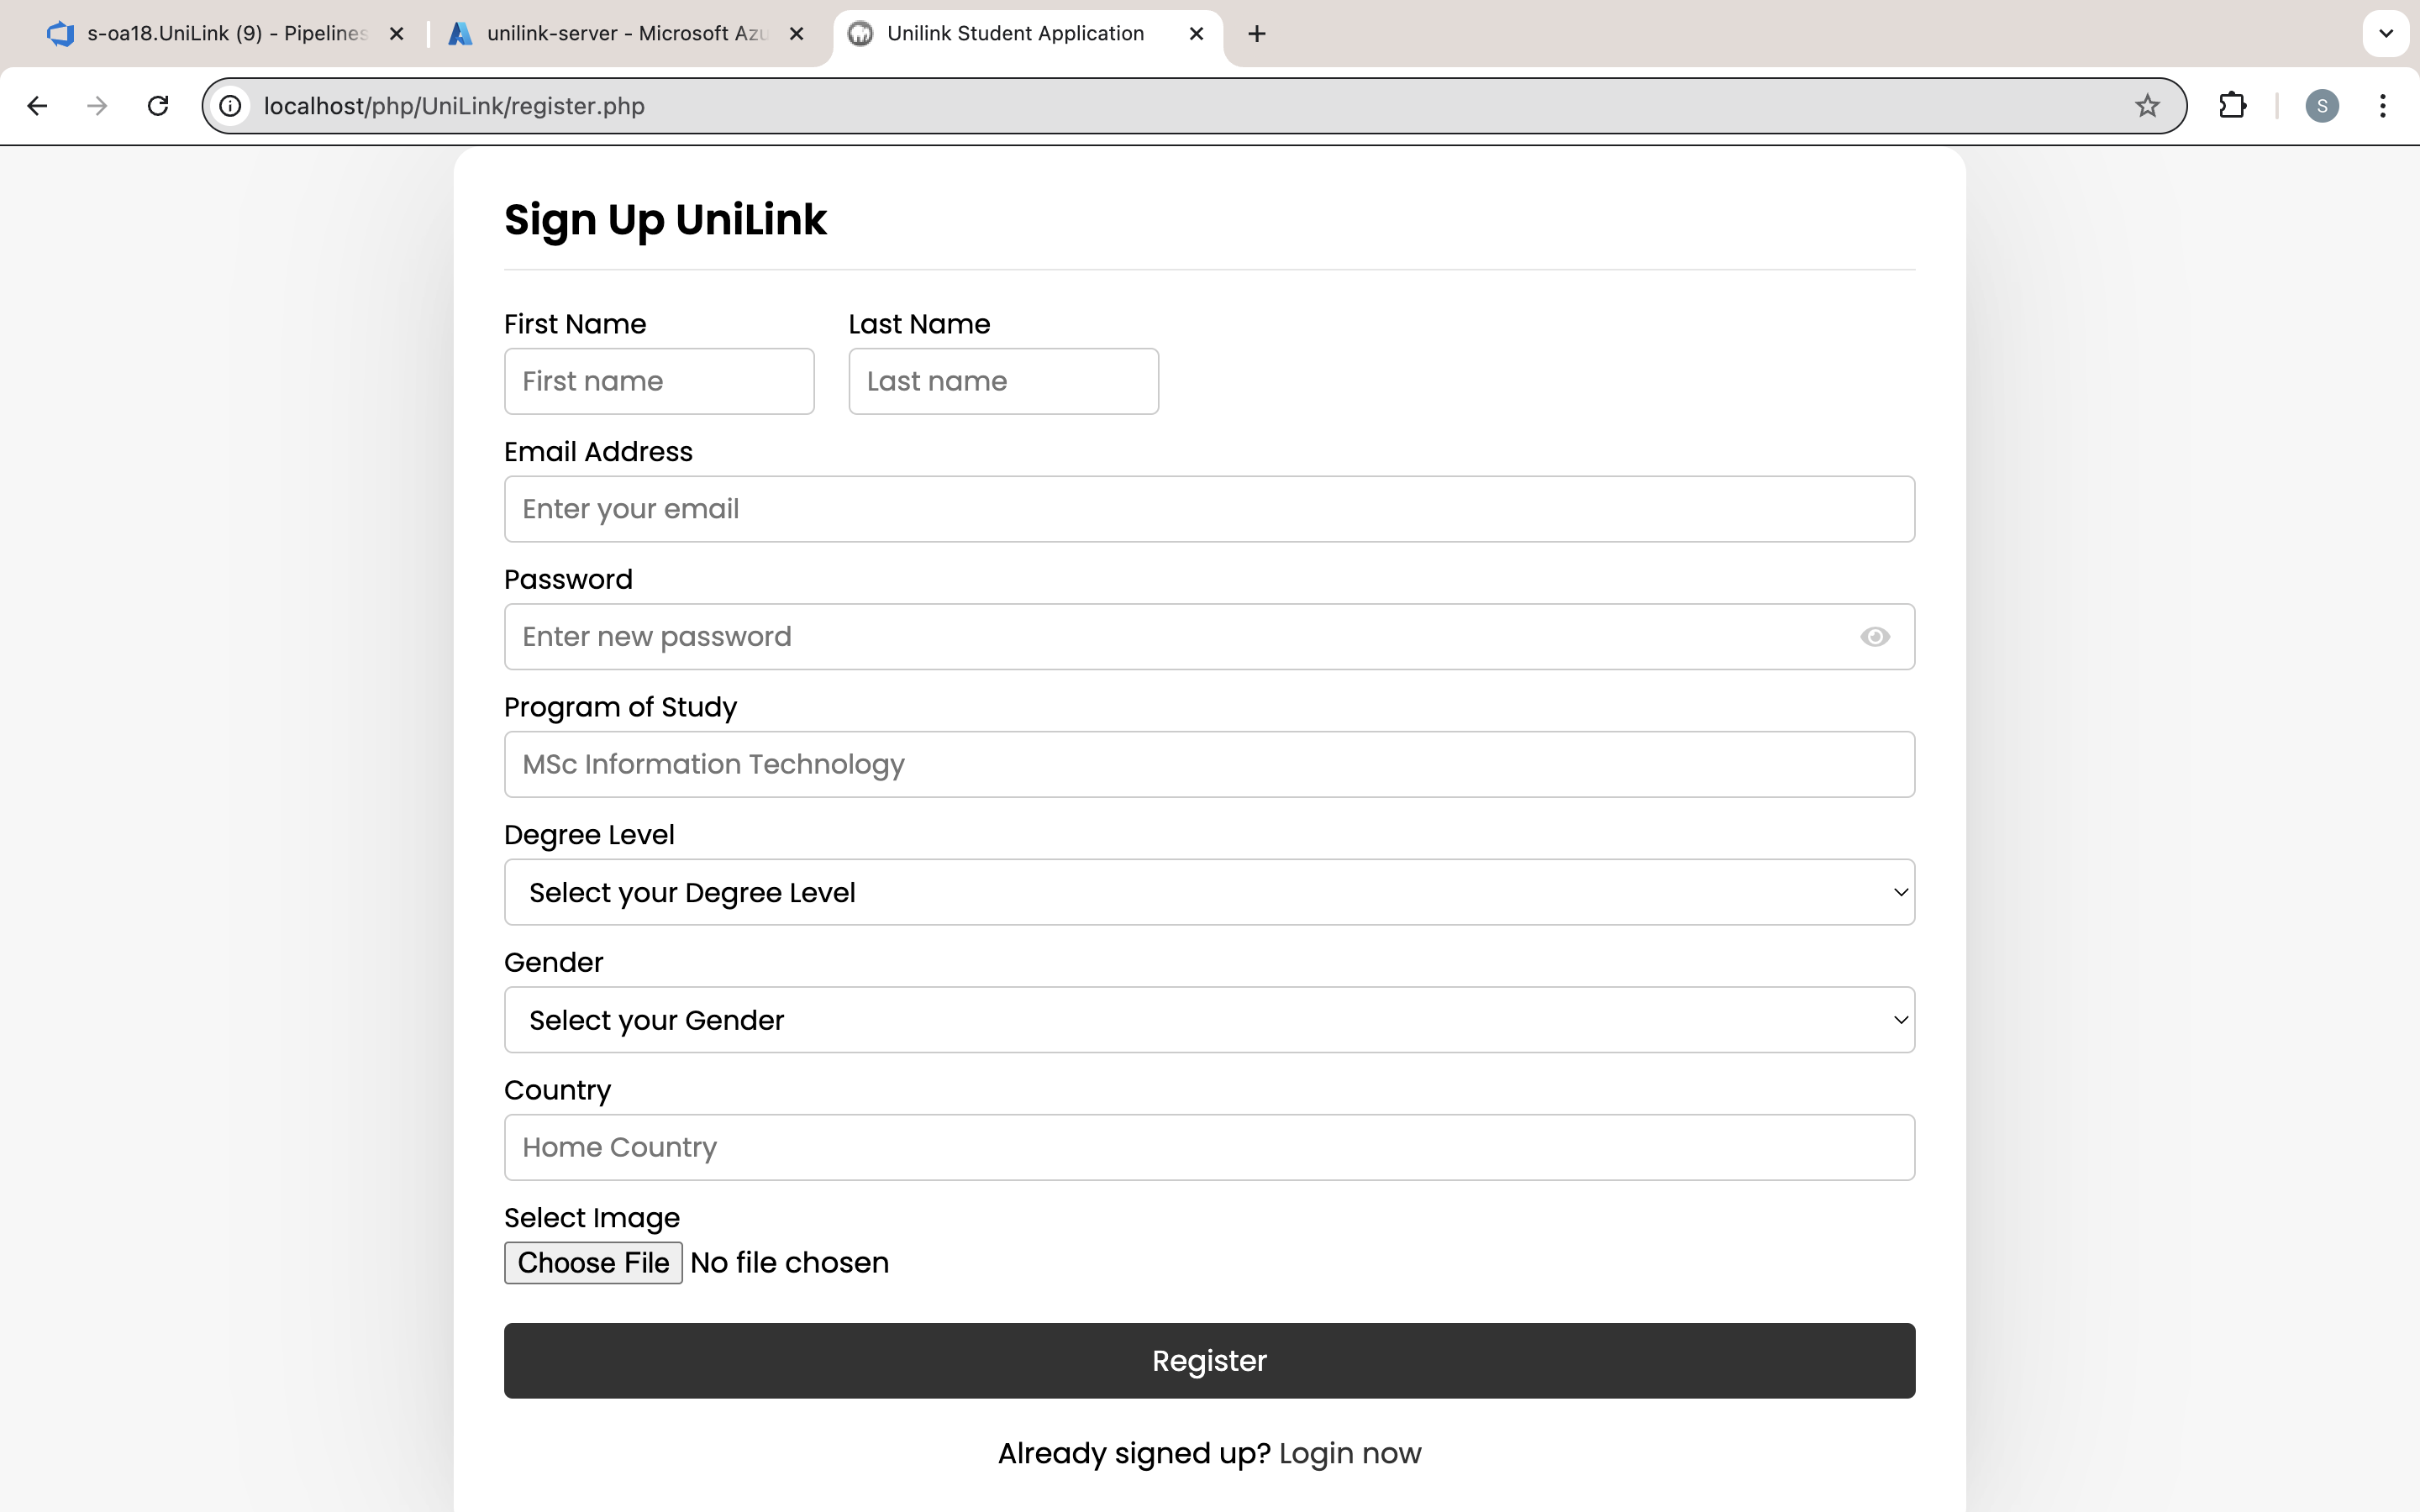 s-oa18.UniLink (9) - Pipelines
unilink-server - Microsoft Azu
Unilink Student Application
localhost/php/UniLink/register.php
S
Sign Up UniLink
First Name
Last Name
First name
Last name
Email Address
Enter your email
Password
Enter new password
Program of Study
MSc Information Technology
Degree Level
Select your Degree Level
Gender
Select your Gender
Country
Home Country
Select Image
Choose File No file chosen
Register
Already signed up? Login now